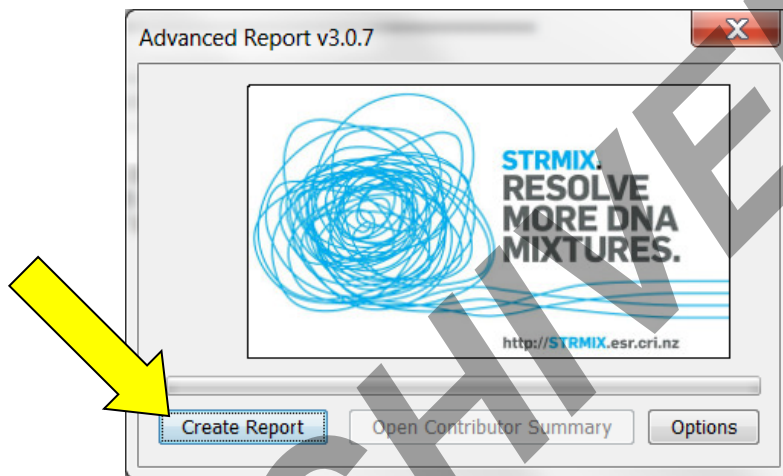 Advanced Report v3.0.7
STRMIX.
RESOLVE
MORE DNA
MIXTURES.
http://STRMIX.esr.cri.nz
Create Report
Open Contributor Summary
Options